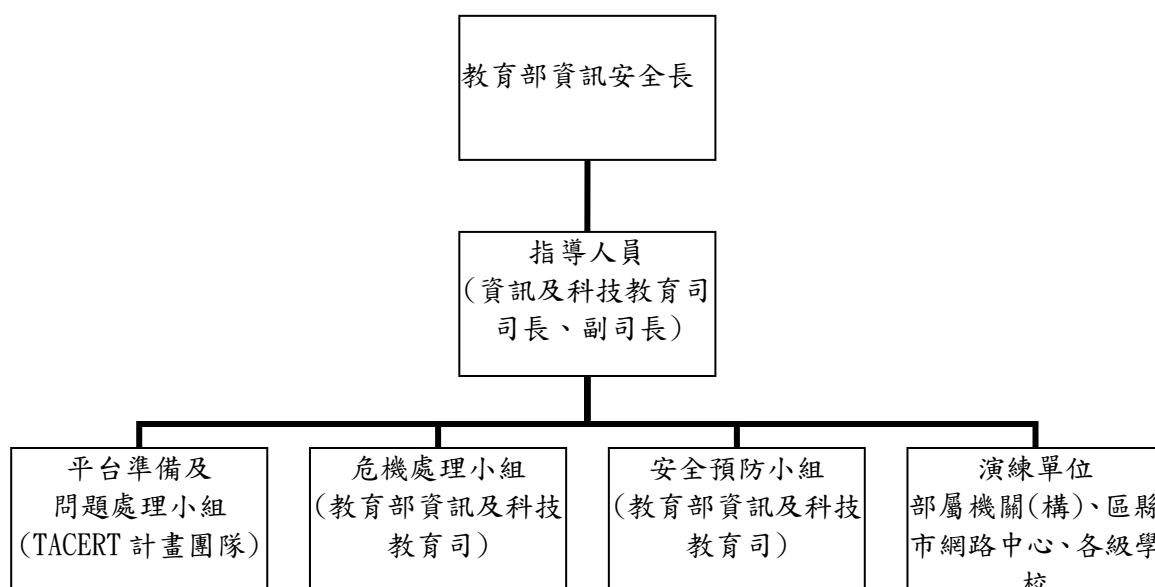 教育部資訊安全長
指導人員
(資訊及科技教育司
司長、副司長)
平台準備及
問題處理小組
(TACERT 計畫團隊)
危機處理小組
(教育部資訊及科技
教育司)
安全預防小組
(教育部資訊及科技
教育司)
演練單位
部屬機關(構)、區縣
市網路中心、各級學
校